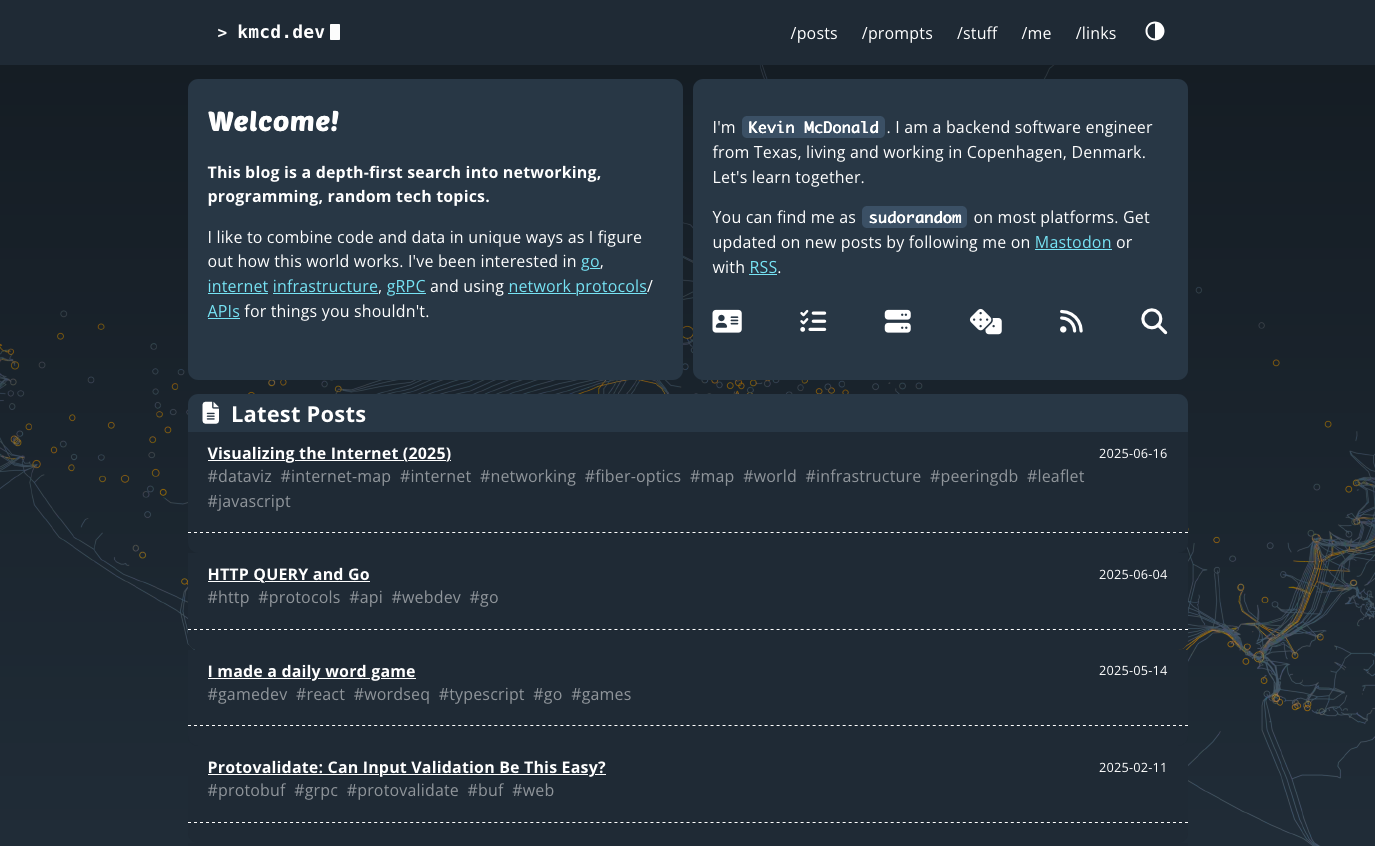 > kmcd.dev
/posts /prompts /stuff /me /links
Welcome!
This blog is a depth-first search into networking,
programming, random tech topics.
I like to combine code and data in unique ways as I figure
out how this world works. I've been interested in go,
internet infrastructure, gRPC and using network protocols/
APIs for things you shouldn't.
I'm Kevin McDonald. I am a backend software engineer
from Texas, living and working in Copenhagen, Denmark.
Let's learn together.
You can find me as sudorandom on most platforms. Get
updated on new posts by following me on Mastodon or
with RSS.
Latest Posts
Visualizing the Internet (2025) 2025-06-16
#dataviz #internet-map #internet #networking #fiber-optics #map #world #infrastructure #peeringdb #leaflet
#javascript
HTTP QUERY and Go 2025-06-04
#http #protocols #api #webdev #go
I made a daily word game 2025-05-14
#gamedev #react #wordseq #typescript #go #games
Protovalidate: Can Input Validation Be This Easy? 2025-02-11
#protobuf #grpc #protovalidate #buf #web